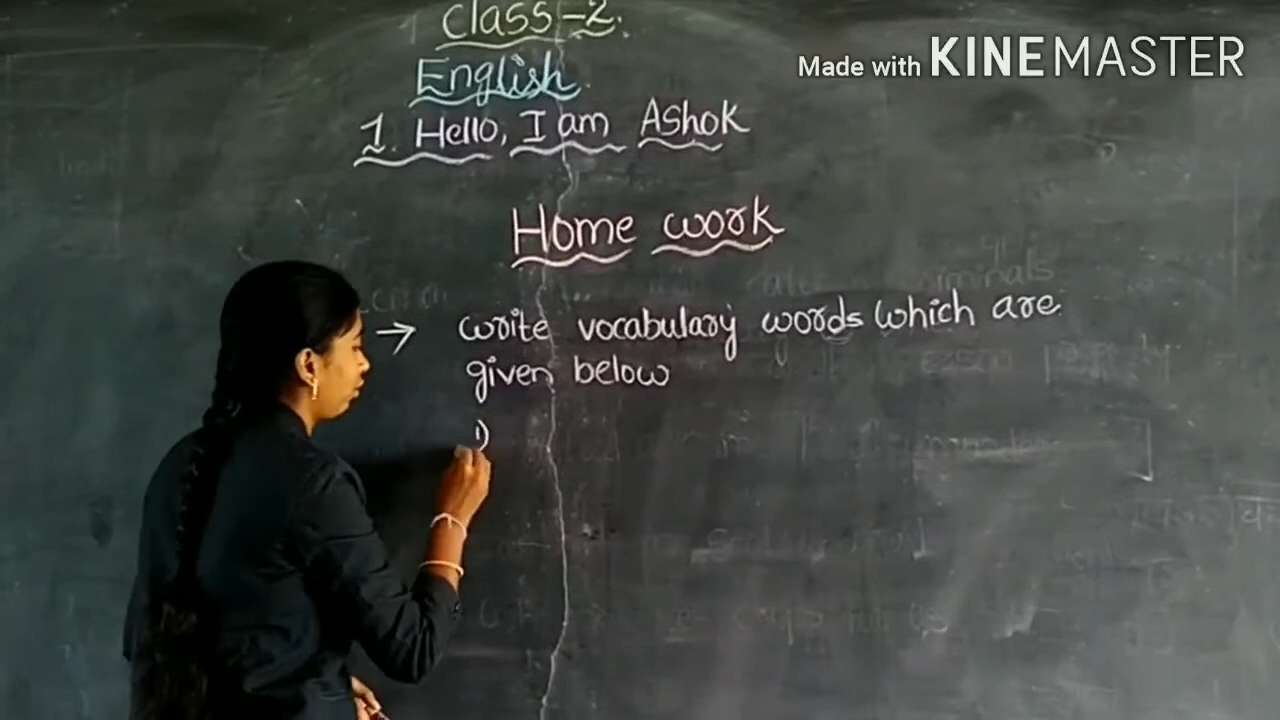 Class-2.
Made with KINEMASTER
English.
1. Hello, I am Ashok
Home work
→ write vocabulary words which are
given below
1)